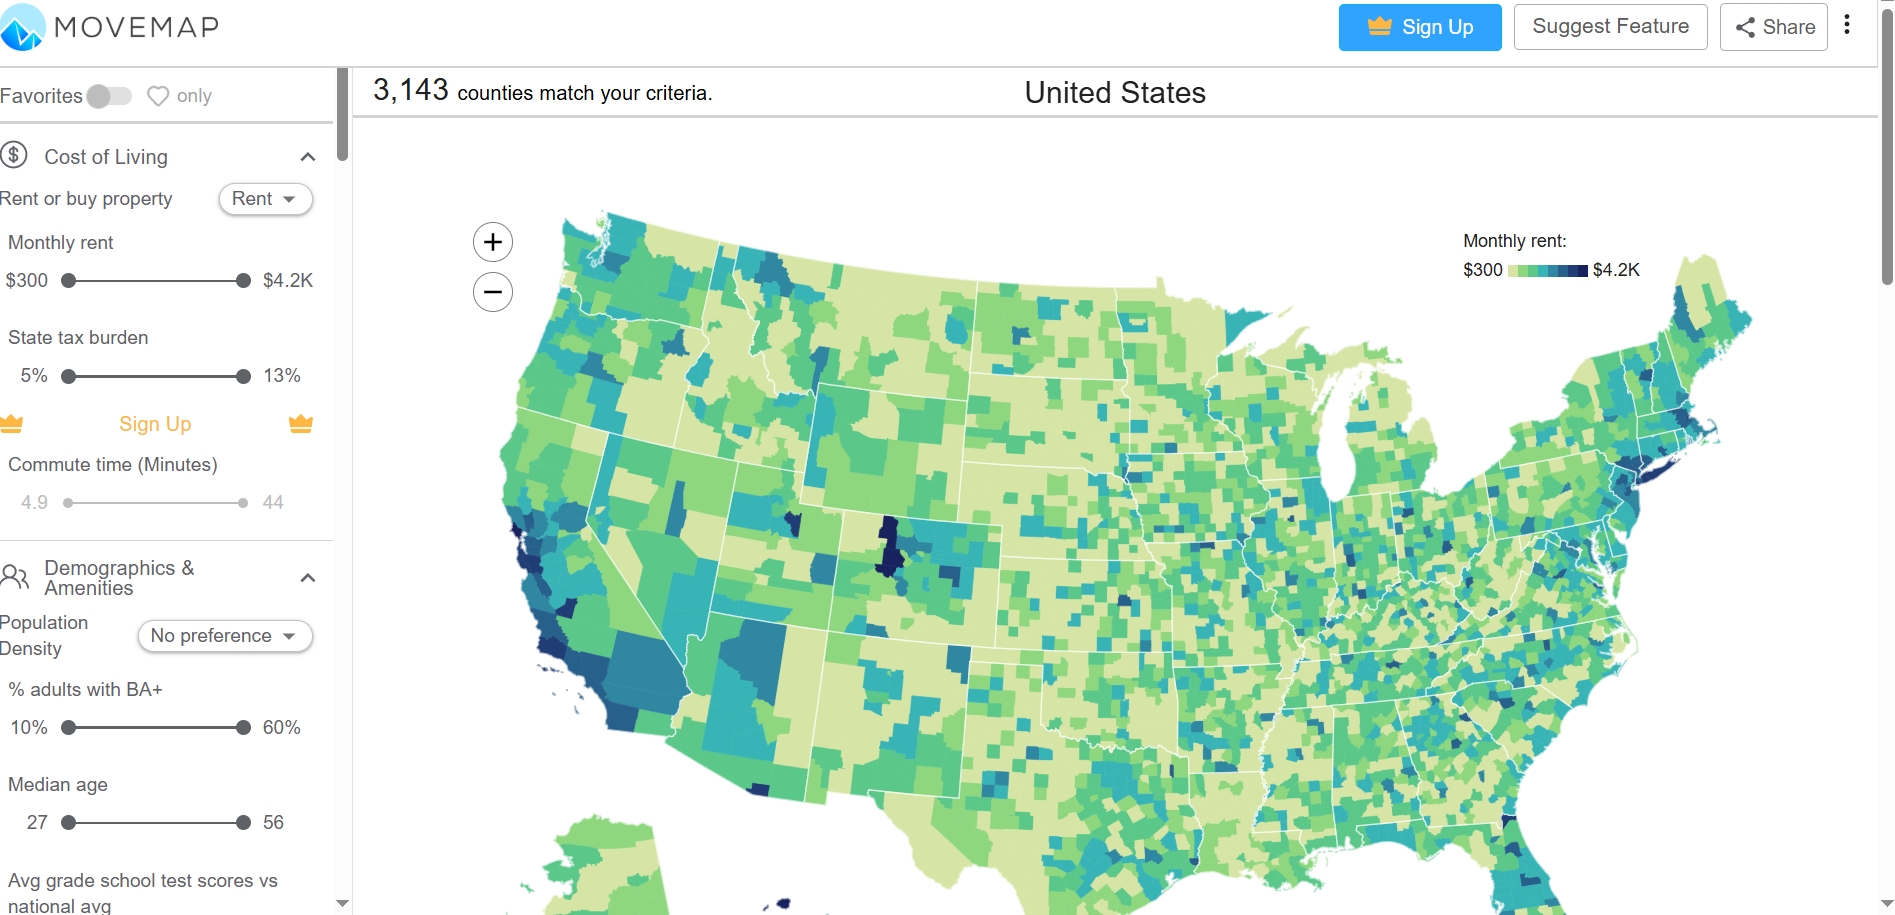 MOVEMAP
Sign Up
Suggest Feature
Share
Favorites
only
3,143 counties match your criteria.
United States
Cost of Living
Rent or buy property
Rent
Monthly rent
$300
$4.2K
State tax burden
5%
13%
Sign Up
Commute time (Minutes)
4.9
44
Demographics &
Amenities
Population
Density
No preference
% adults with BA+
10%
60%
Median age
27
56
Avg grade school test scores vs
national avg
+
−
Monthly rent:
$300
$4.2K